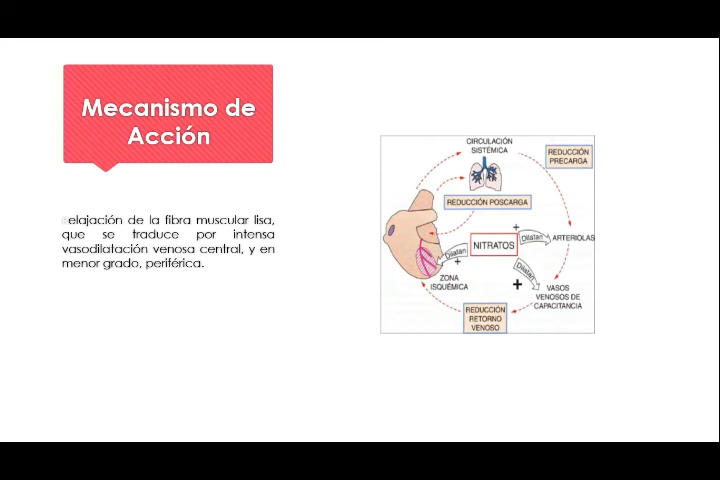 Mecanismo de
Acción
elajación de la fibra muscular lisa,
que se traduce por intensa
vasodilatación venosa central, y en
menor grado, periférica.
CIRCULACIÓN
SISTÉMICA
REDUCCIÓN
PRECARGA
REDUCCIÓN POSCARGA
+
Dilatan
ARTERIOLAS
NITRATOS
Dilatan
+
ZONA
ISQUÉMICA
Dilatan
+
VASOS
VENOSOS DE
CAPACITANCIA
REDUCCIÓN
RETORNO
VENOSO